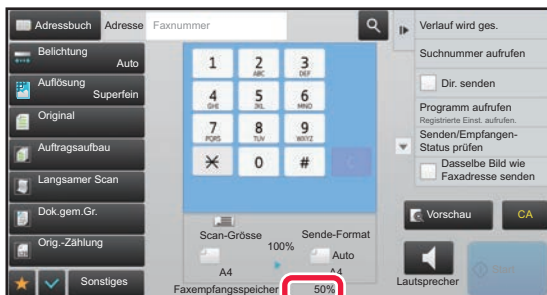 Adressbuch
Adresse
Faxnummer
Verlauf wird ges.
Belichtung
Auto
Suchnummer aufrufen
Auflösung
Superfein
Dir. senden
Original
Programm aufrufen
Registrierte Einst. aufrufen.
Auftragsaufbau
Senden/Empfangen-
Status prüfen
Langsamer Scan
Dasselbe Bild wie
Faxadresse senden
Dok.gem.Gr.
Orig.-Zählung
Sonstiges
1
2
ABC
3
DEF
4
GHI
5
JKL
6
MNO
7
PQRS
8
TUV
9
WXYZ
0
#
C
Scan-Grösse
100%
Sende-Format
Auto
A4
A4
Faxempfangsspeicher
50%
Vorschau
CA
Lautsprecher
Start